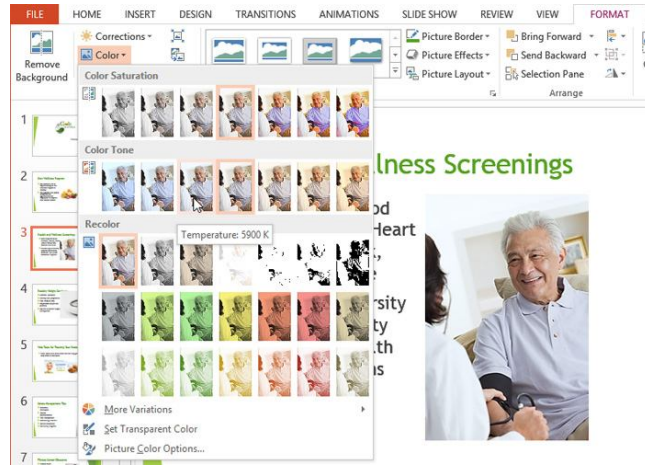 FILE HOME INSERT DESIGN TRANSITIONS ANIMATIONS SLIDE SHOW REVIEW VIEW FORMAT
Corrections
Color
Remove
Background
Picture Border
Picture Effects
Picture Layout
Bring Forward
Send Backward
Selection Pane
Arrange
Color Saturation
Color Tone
Temperature: 5900 K
Recolor
More Variations
Set Transparent Color
Picture Color Options...
1
2
3
4
5
6
7
lness Screenings
od
Heart
,
e
rsity
ty
lth
ns